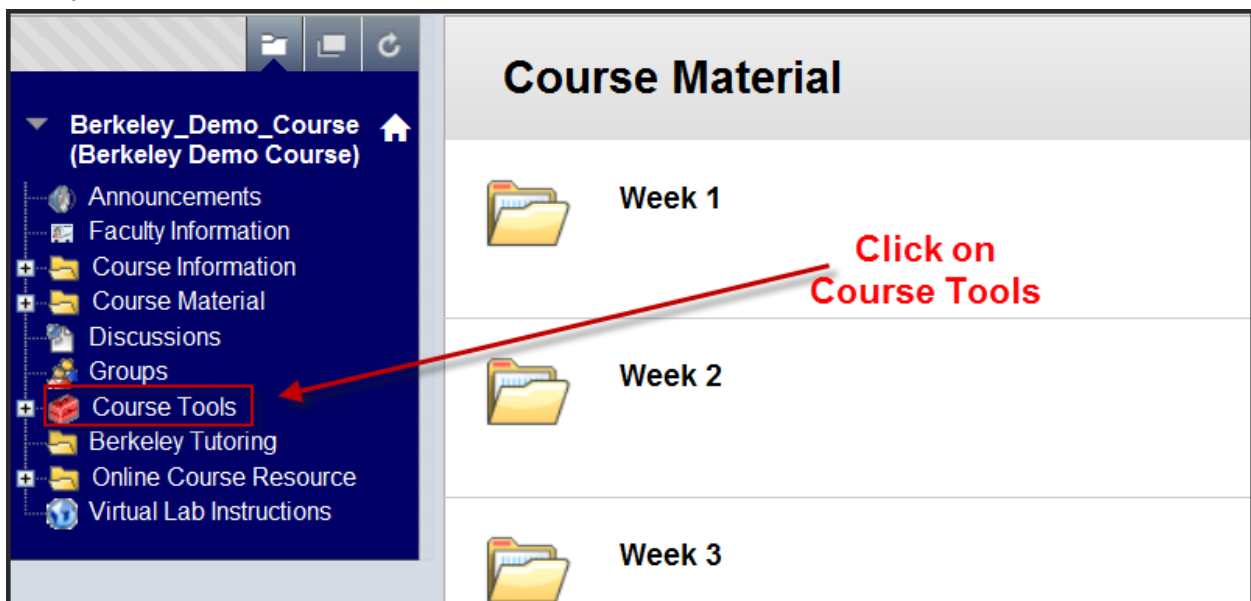 Berkeley_Demo_Course
(Berkeley Demo Course)
Announcements
Faculty Information
Course Information
Course Material
Discussions
Groups
Course Tools
Berkeley Tutoring
Online Course Resource
Virtual Lab Instructions
Course Material
Week 1
Click on
Course Tools
Week 2
Week 3